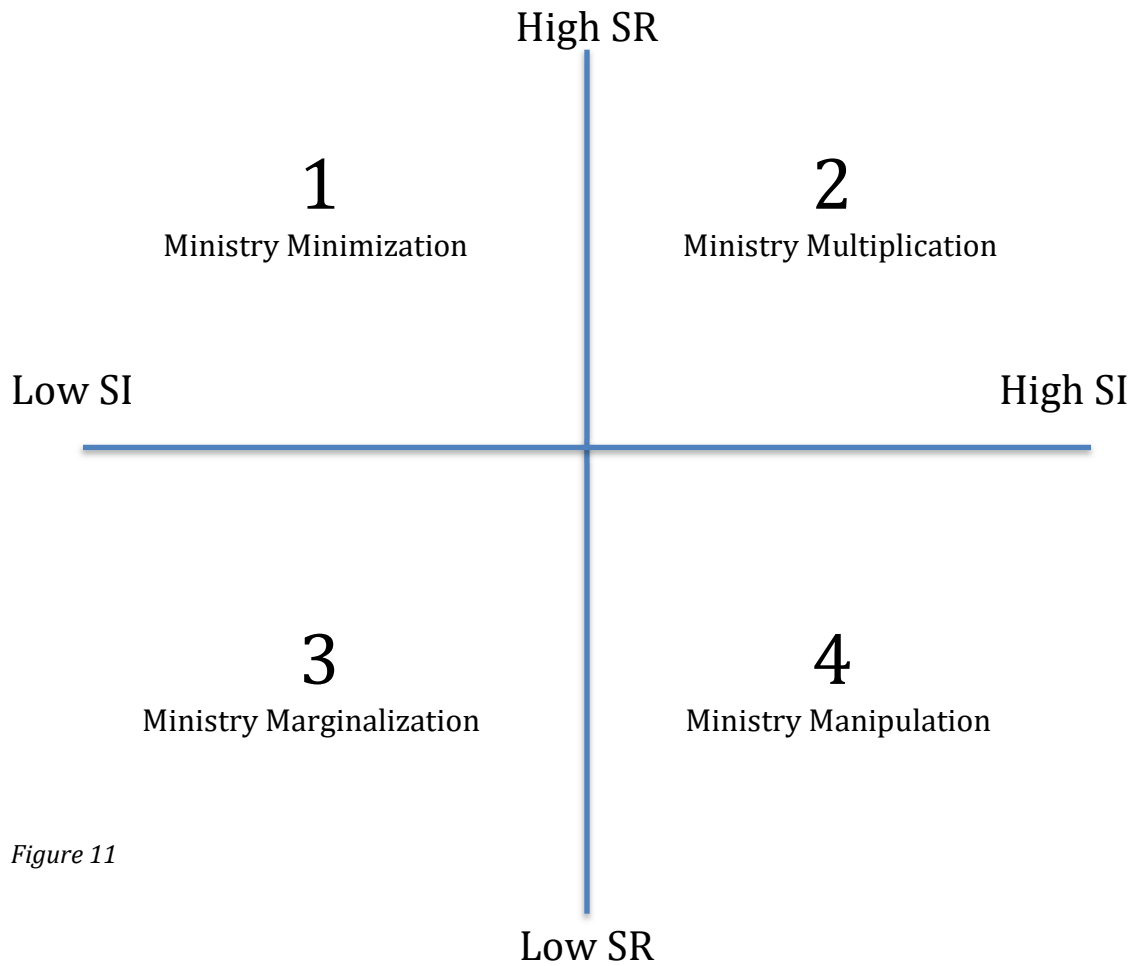 High SR
1
2
Ministry Minimization
Ministry Multiplication
Low SI
High SI
3
4
Ministry Marginalization
Ministry Manipulation
Figure 11
Low SR